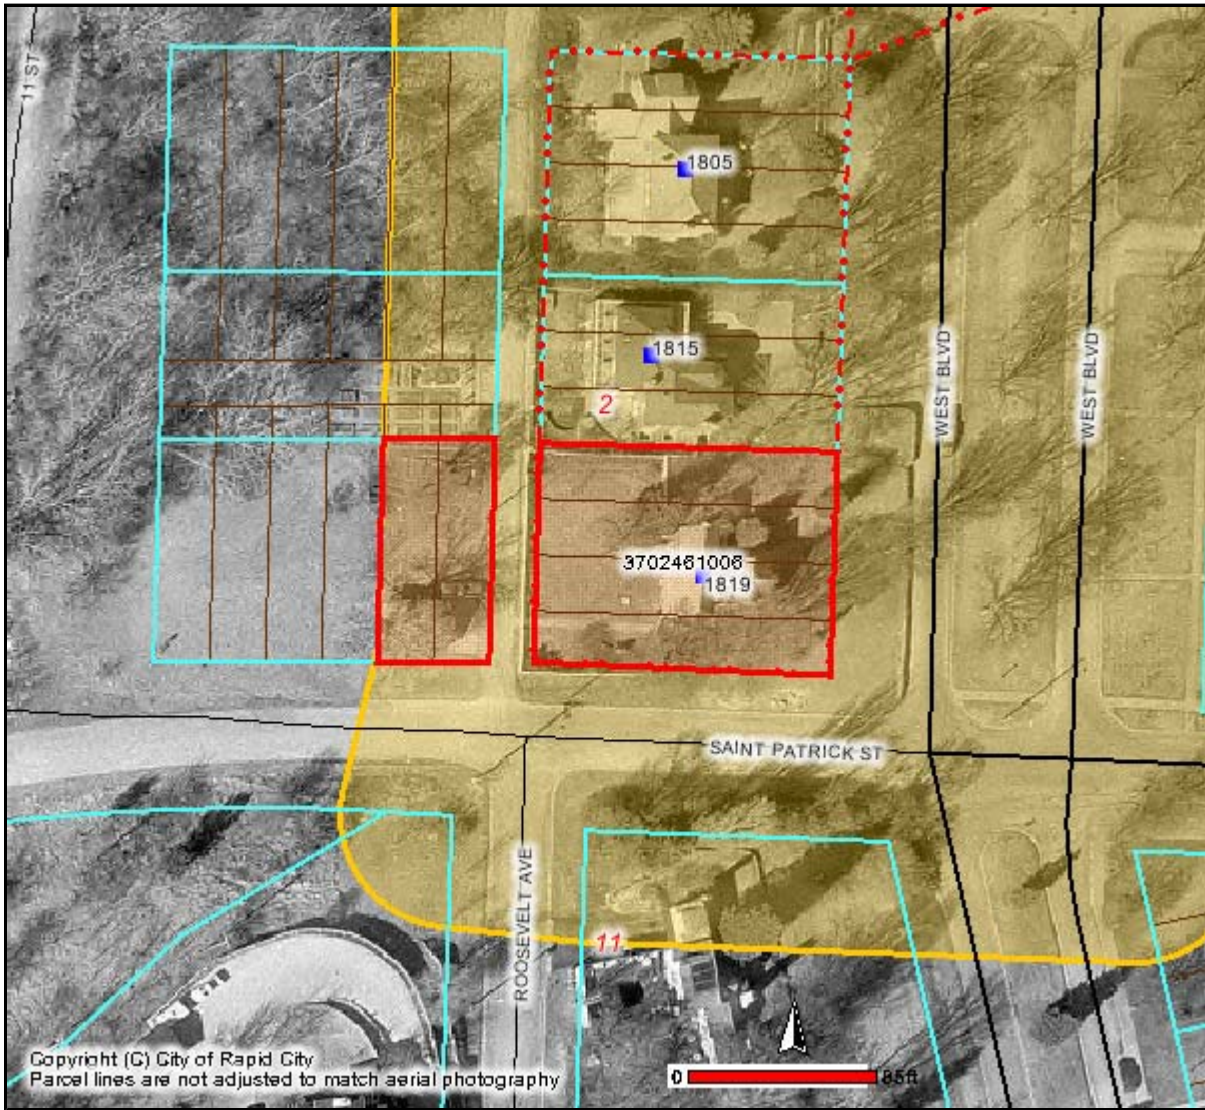 11 ST
1805
1815
2
WEST BLVD
WEST BLVD
3702461006
1819
SAINT PATRICK ST
ROOSEVELT AVE
11
Copyright (C) City of Rapid City
Parcel lines are not adjusted to match aerial photography
0 85ft